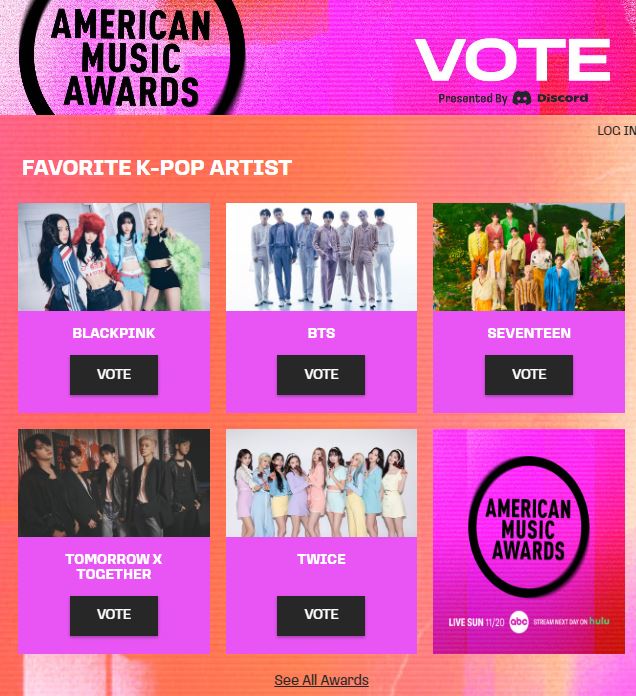 AMERICAN
MUSIC
AWARDS
VOTE
Presented By Discord
LOG IN
FAVORITE K-POP ARTIST
BLACKPINK
BTS
SEVENTEEN
VOTE
VOTE
VOTE
TOMORROW X
TOGETHER
TWICE
VOTE
VOTE
AMERICAN
MUSIC
AWARDS
LIVE SUN 11/20 abc STREAM NEXT DAY ON hulu
See All Awards